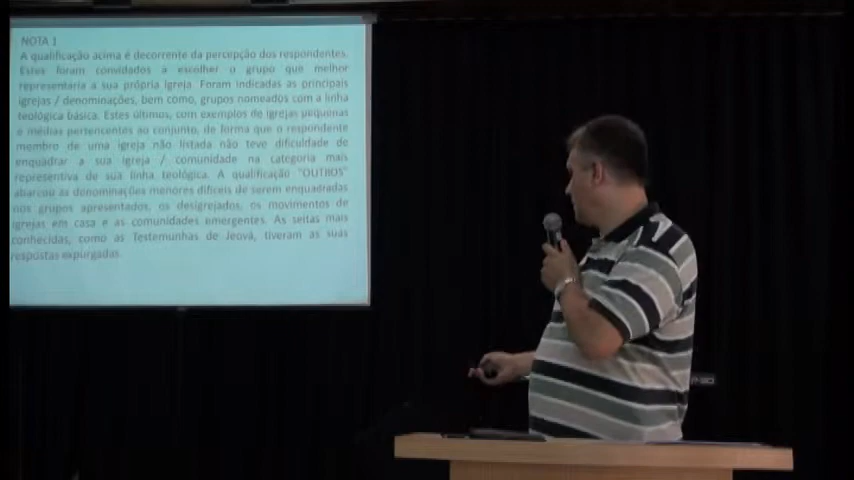 NOTA 1
A qualificação acima é decorrente da percepção dos respondentes.
Estes foram convidados a escolher o grupo que melhor
representaria a sua própria igreja. Foram indicadas as principais
igrejas / denominações, bem como, grupos nomeados com a linha
teológica básica. Estes últimos, com exemplos de igrejas pequenas
e médias pertencentes ao conjunto, de forma que o respondente
membro de uma igreja não listada não teve dificuldade de
enquadrar a sua igreja / comunidade na categoria mais
representiva de sua linha teológica. A qualificação "OUTROS"
abarcou as denominações menores difíceis de serem enquadradas
nos grupos apresentados, os desigrejados, os movimentos de
igrejas em casa e as comunidades emergentes. As seitas mais
conhecidas, como as Testemunhas de Jeová, tiveram as suas
respostas expurgadas.